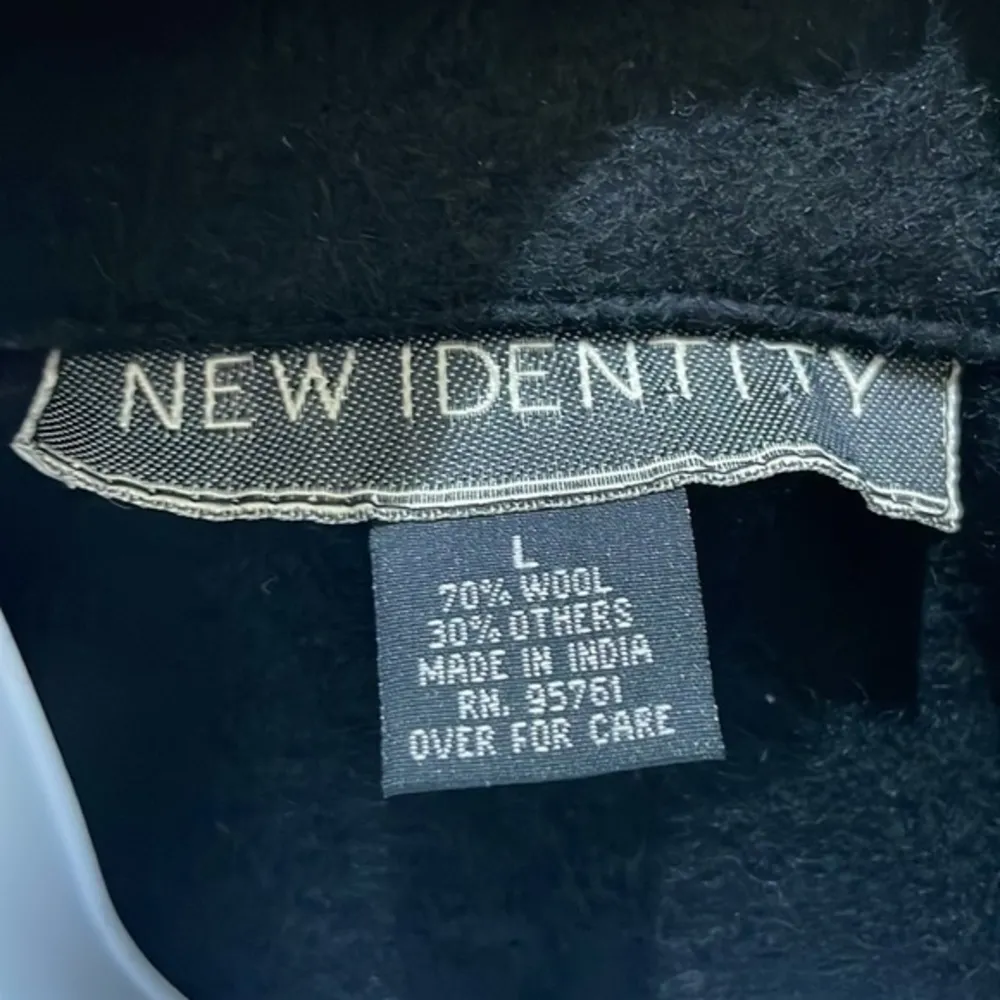 NEW IDENTITY
L
70% WOOL
30% OTHERS
MADE IN INDIA
RN. 95761
OVER FOR CARE